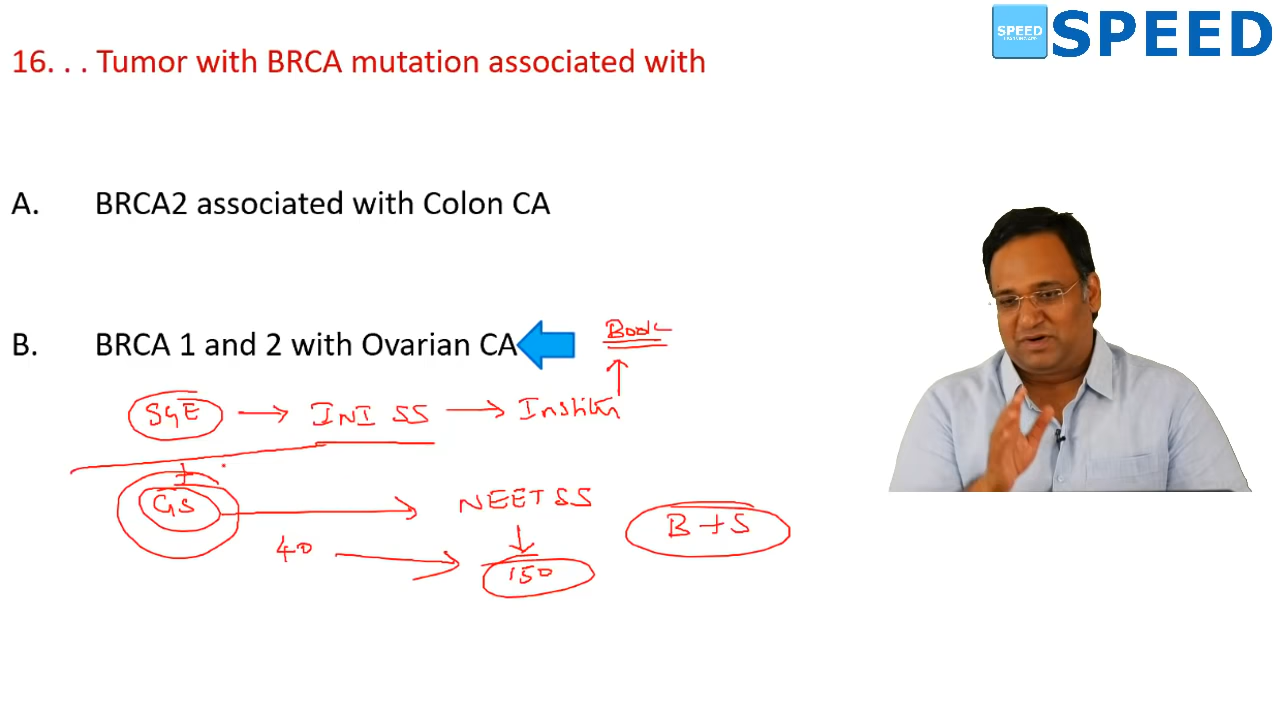 16. . . Tumor with BRCA mutation associated with
SPEED
SPEED
A. BRCA2 associated with Colon CA
B. BRCA 1 and 2 with Ovarian CA
Book
SGE → INI SS →
+
GS → NEET SS
B + S
40 → 150